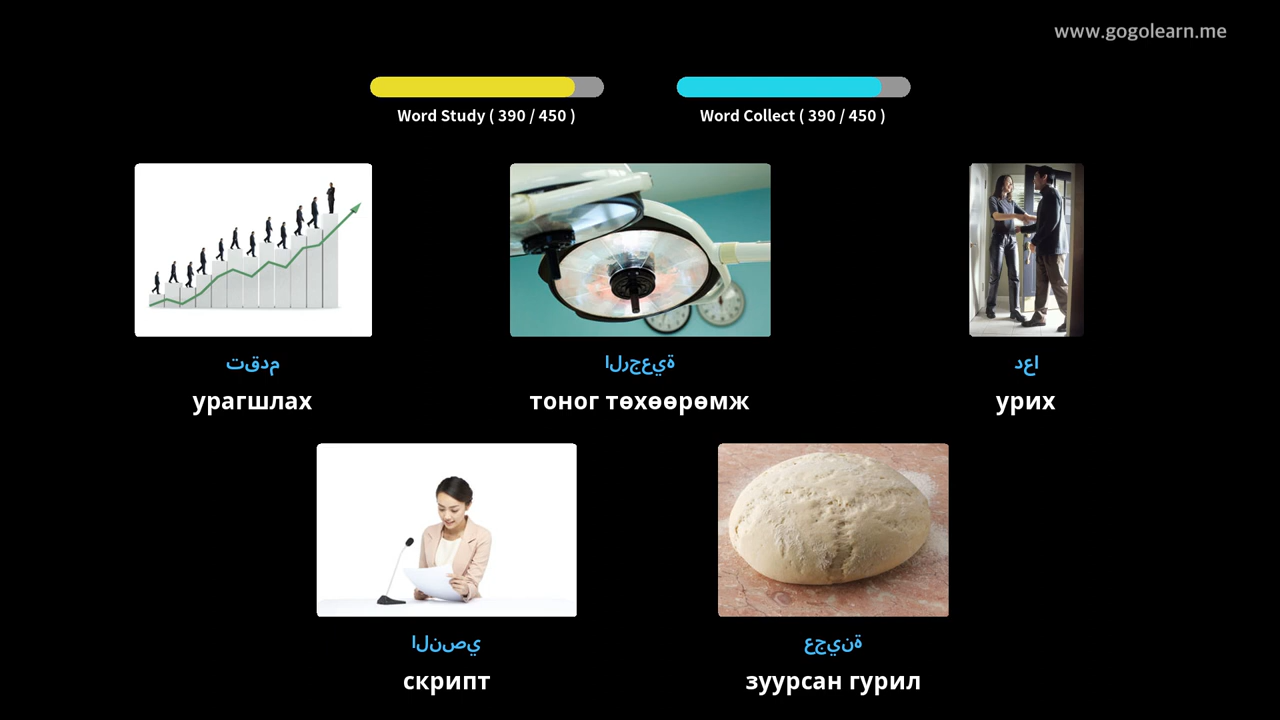 www.gogolearn.me
Word Study ( 390 / 450 )
Word Collect ( 390 / 450 )
تقدم
الرجعية
دعا
урагшлах
тоног төхөөрөмж
урих
النصي
عجينة
скрипт
зуурсан гурил